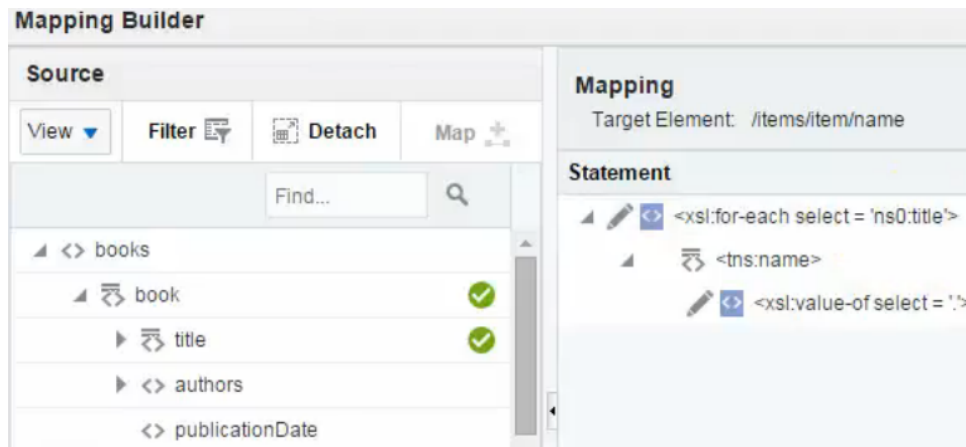 Mapping Builder
Source
View Filter Detach Map
Find...
books
book
title
authors
publicationDate
Mapping
Target Element: /items/item/name
Statement
<xsl:for-each select = 'ns0:title'>
<tns:name>
<xsl:value-of select = '.'>